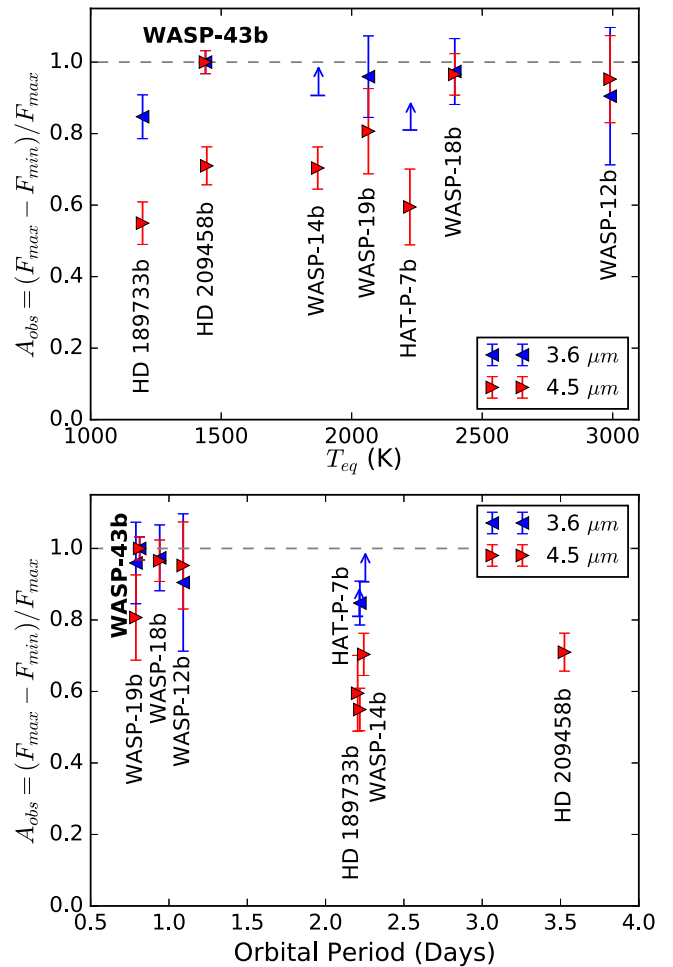 WASP-43b
A_obs = (F_max − F_min)/F_max
1.0
0.8
0.6
0.4
0.2
0.0
HD 189733b
HD 209458b
WASP-14b
WASP-19b
HAT-P-7b
WASP-18b
WASP-12b
3.6 μm
4.5 μm
1000 1500 2000 2500 3000
T_eq (K)
A_obs = (F_max − F_min)/F_max
1.0
0.8
0.6
0.4
0.2
0.0
WASP-43b
WASP-19b
WASP-18b
WASP-12b
HAT-P-7b
HD 189733b
WASP-14b
HD 209458b
3.6 μm
4.5 μm
0.5 1.0 1.5 2.0 2.5 3.0 3.5 4.0
Orbital Period (Days)